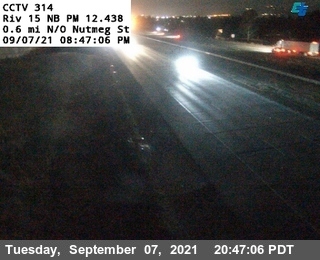 CCTV 314
Riv 15 NB PM 12.438
0.6 mi N/O Nutmeg St
09/07/21 08:47:06 PM
Tuesday, September 07, 2021 20:47:06 PDT